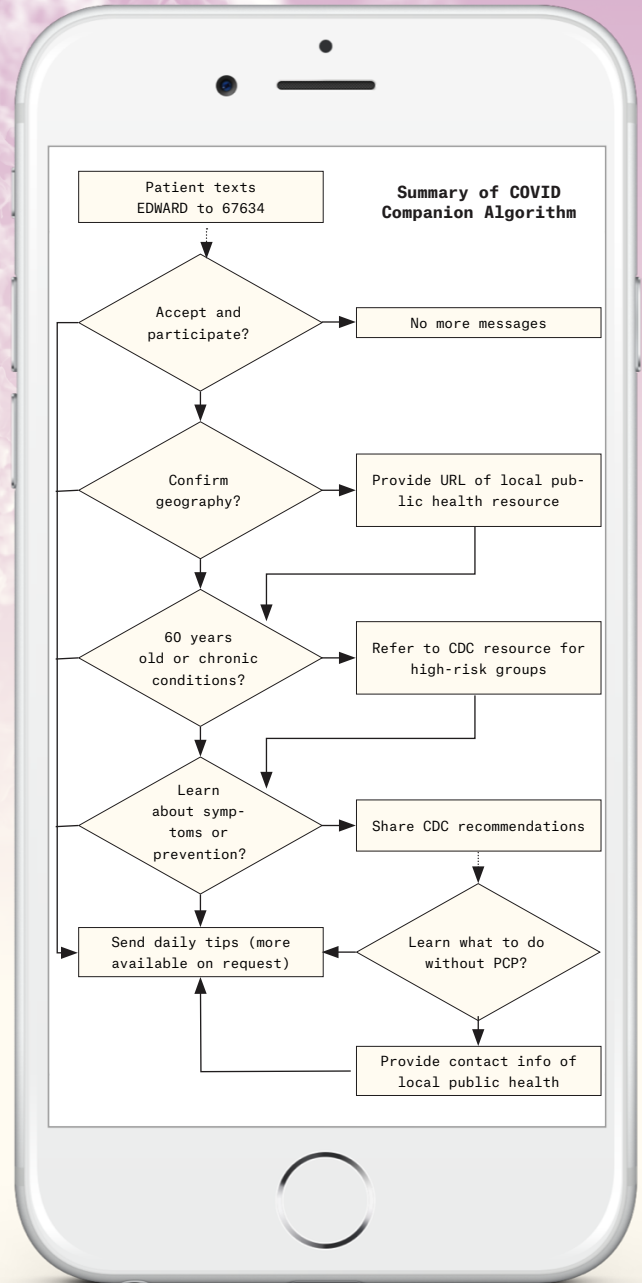 Patient texts
EDWARD to 67634
Summary of COVID
Companion Algorithm
Accept and
participate?
No more messages
Confirm
geography?
Provide URL of local pub-
lic health resource
60 years
old or chronic
conditions?
Refer to CDC resource for
high-risk groups
Learn
about symp-
toms or
prevention?
Share CDC recommendations
Send daily tips (more
available on request)
Learn what to do
without PCP?
Provide contact info of
local public health